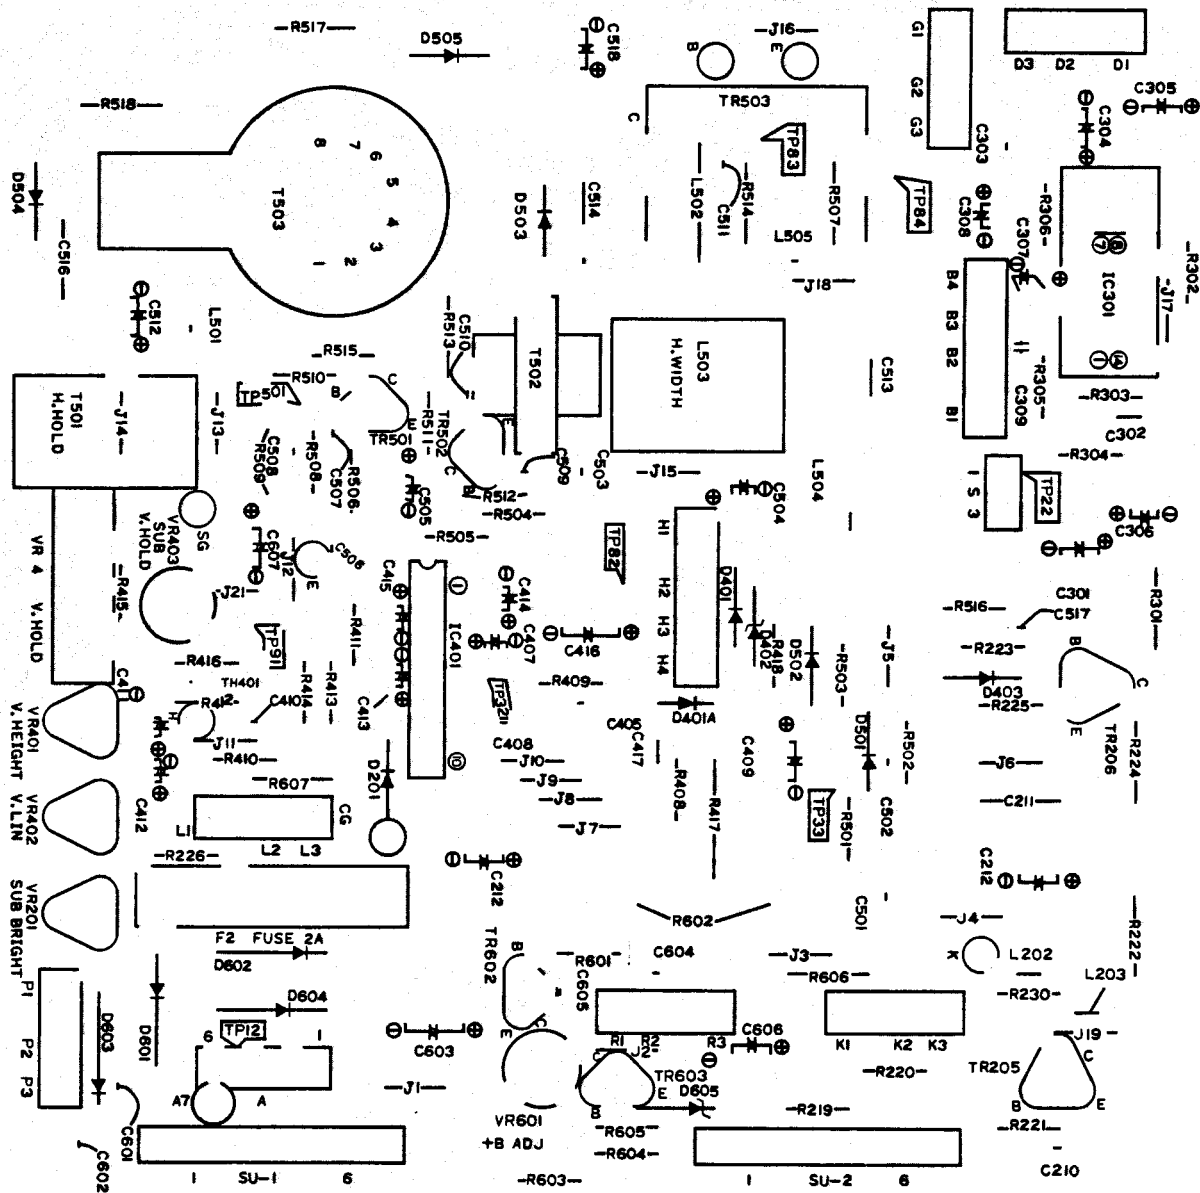 R517
D505
C518
J16
B
E
G1
G2
G3
D3
D2
D1
C305
R518
TR503
C
C304
C303
TP83
8
7
6
5
4
3
2
1
T503
D504
C516
D503
C514
L502
R514
C511
R507
L505
TP84
C308
R306
C307
8
7
IC301
1
14
R302
J17
J18
C512
L501
R513
C510
T502
L503
H.WIDTH
C513
B4
B3
B2
B1
R305
C309
R303
C302
R304
R515
R510
TP501
B
C
E
TR501
R511
TR502
E
C
B
T501
H.HOLD
J14
J13
C508
R509
R508
C507
R506
C505
C509
C503
J15
R512
R504
R505
L504
C504
1
S
3
TP22
C306
VR403
SUB
V.HOLD
SG
VR 4
V.HOLD
R415
C607
J12
C506
E
TP82
H1
H2
H3
H4
J21
C415
1
IC401
10
C414
C407
C416
D401
D402
R418
D502
R503
J5
R516
C301
C517
R301
R223
TP91
R411
R416
TH401
R412
C410
R414
R413
C413
TP321
R409
D401A
D403
R225
B
C
E
TR206
R224
C411
VR401
V.HEIGHT
J11
R410
C408
J10
C405
C417
C409
D501
R502
J6
R607
D201
J9
J8
J7
R408
R417
TP33
R501
C502
C211
VR402
V.LIN
C412
L1
L2
L3
CG
R226
C212
C212
VR201
SUB BRIGHT
F2 FUSE 2A
D602
R602
C501
J4
K
L202
R222
TR602
B
C
E
R601
C604
C605
J3
R606
L203
R230
P1
P2
P3
D603
D601
D604
6
TP12
1
C603
R1
R2
R3
J2
C606
K1
K2
K3
J19
A7
A
J1
C
B
E
TR603
D605
R220
TR205
C
B
E
VR601
+B ADJ
R219
R605
R604
R221
C601
C602
1
SU-1
6
R603
1
SU-2
6
C210